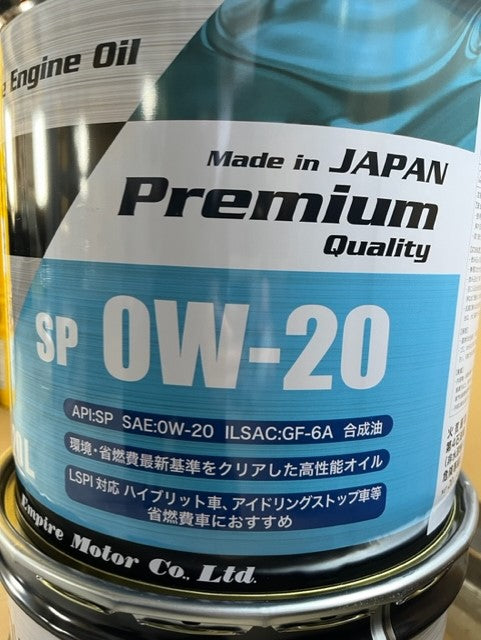 Engine Oil
Made in JAPAN
Premium
Quality
SP 0W-20
API:SP SAE:0W-20 ILSAC:GF-6A 合成油
環境・省燃費最新基準をクリアした高性能オイル
LSPI 対応 ハイブリット車、アイドリングストップ車等
省燃費車におすすめ
Empire Motor Co., Ltd.